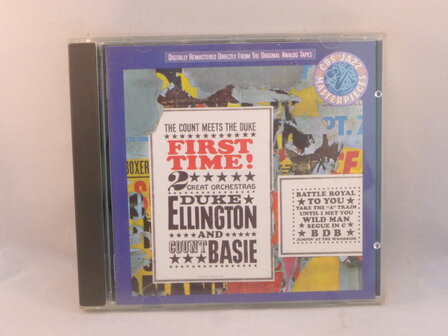 DIGITALLY REMASTERED DIRECTLY FROM THE ORIGINAL ANALOG TAPES
CBS JAZZ MASTERPIECES
THE COUNT MEETS THE DUKE
FIRST TIME!
2 GREAT ORCHESTRAS
DUKE
ELLINGTON
AND
COUNT BASIE
PT. 7
BOXER
BATTLE ROYAL
TO YOU
TAKE THE "A" TRAIN
UNTIL I MET YOU
WILD MAN
SEGUE IN C
B D B
JUMPIN' AT THE WOODSIDE